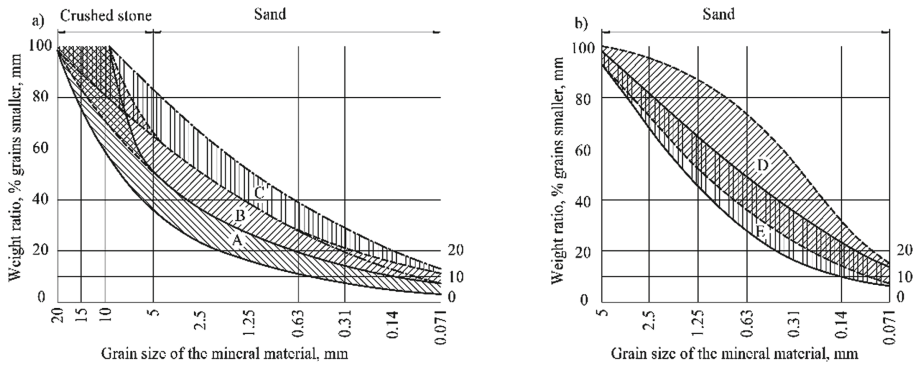 a)
Crushed stone
Sand
Weight ratio, % grains smaller, mm
100
80
60
40
20
0
C
B
A
20
10
0
20
15
10
5
2.5
1.25
0.63
0.31
0.14
0.071
Grain size of the mineral material, mm
b)
Sand
Weight ratio, % grains smaller, mm
100
80
60
40
20
0
D
E
20
10
0
5
2.5
1.25
0.63
0.31
0.14
0.071
Grain size of the mineral material, mm